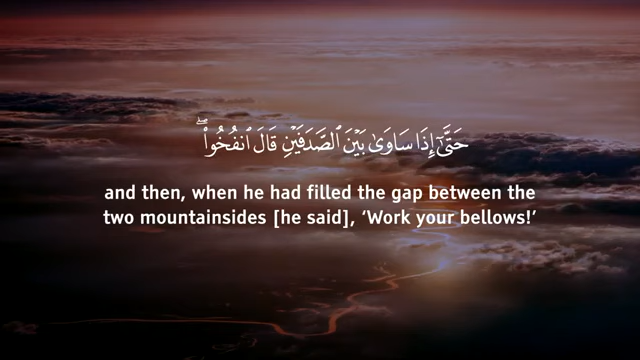 حَتَّىٰٓ إِذَا سَاوَىٰ بَيْنَ ٱلصَّدَفَيْنِ قَالَ ٱنفُخُوا۟ ۖ
and then, when he had filled the gap between the
two mountainsides [he said], ‘Work your bellows!’